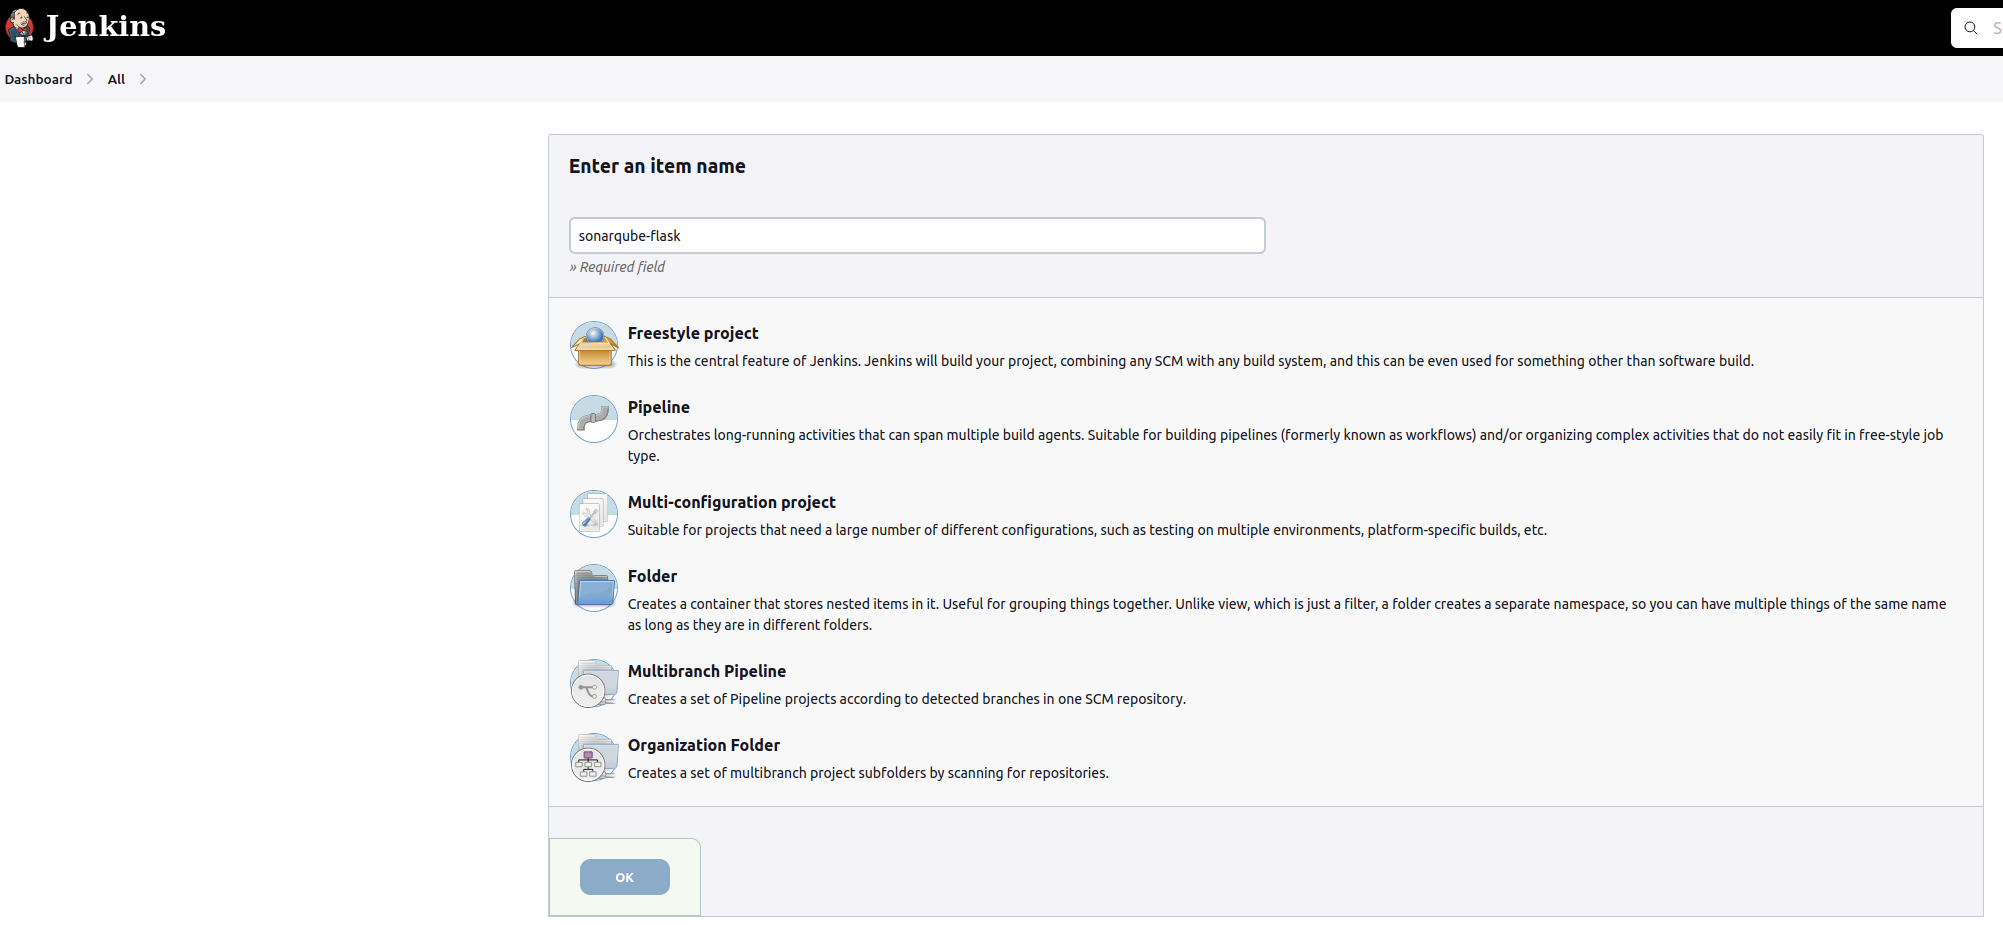 Jenkins
Dashboard
All
Enter an item name
sonarqube-flask
» Required field
Freestyle project
This is the central feature of Jenkins. Jenkins will build your project, combining any SCM with any build system, and this can be even used for something other than software build.
Pipeline
Orchestrates long-running activities that can span multiple build agents. Suitable for building pipelines (formerly known as workflows) and/or organizing complex activities that do not easily fit in free-style job
type.
Multi-configuration project
Suitable for projects that need a large number of different configurations, such as testing on multiple environments, platform-specific builds, etc.
Folder
Creates a container that stores nested items in it. Useful for grouping things together. Unlike view, which is just a filter, a folder creates a separate namespace, so you can have multiple things of the same name
as long as they are in different folders.
Multibranch Pipeline
Creates a set of Pipeline projects according to detected branches in one SCM repository.
Organization Folder
Creates a set of multibranch project subfolders by scanning for repositories.
OK